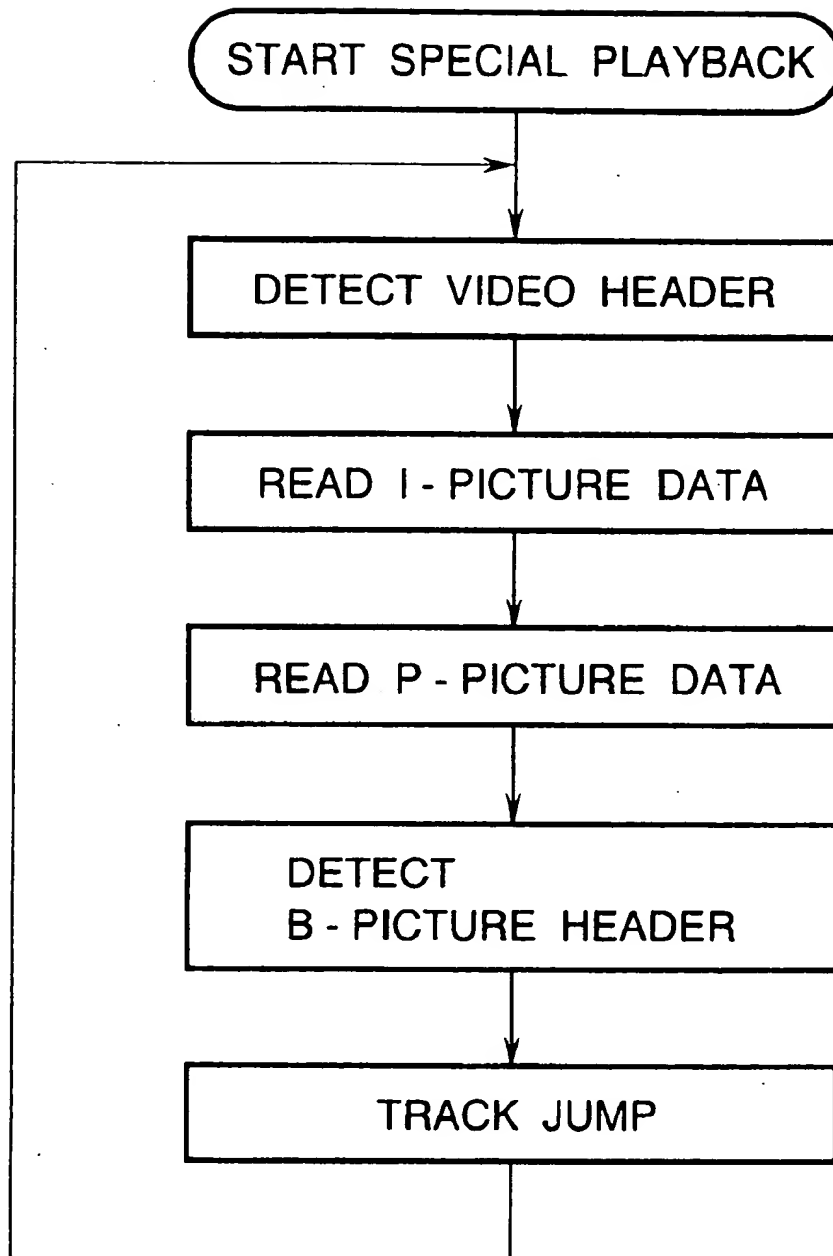 START SPECIAL PLAYBACK
DETECT VIDEO HEADER
READ I - PICTURE DATA
READ P - PICTURE DATA
DETECT
B - PICTURE HEADER
TRACK JUMP